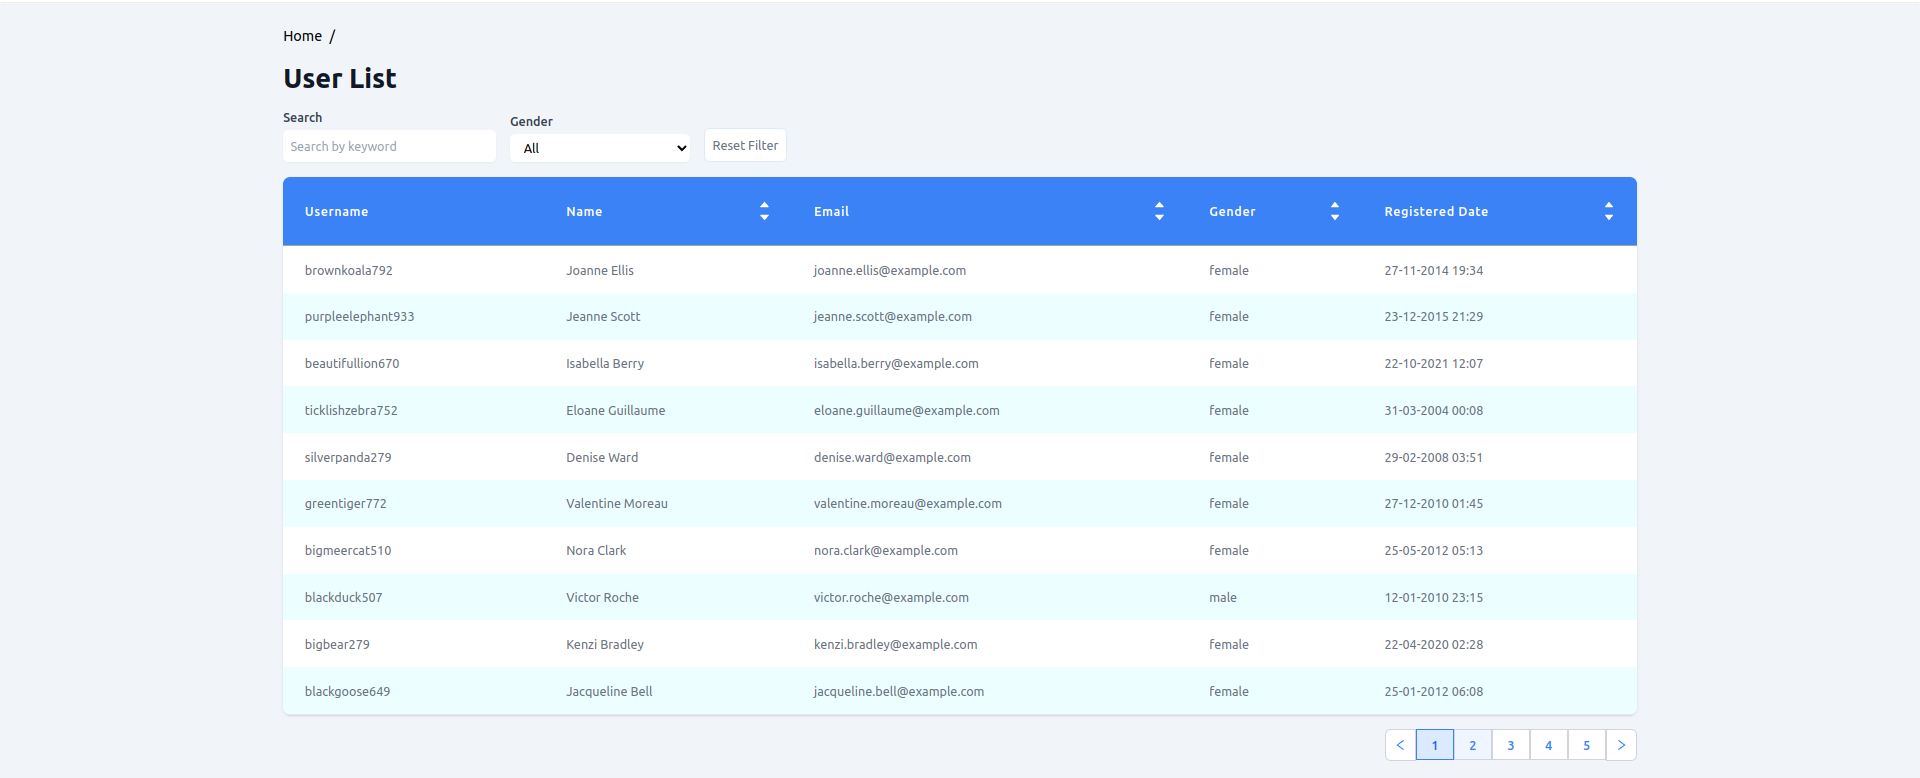 Home /
User List
Search
Search by keyword
Gender
All
Reset Filter
Username Name Email Gender Registered Date
brownkoala792 Joanne Ellis joanne.ellis@example.com female 27-11-2014 19:34
purpleelephant933 Jeanne Scott jeanne.scott@example.com female 23-12-2015 21:29
beautifullion670 Isabella Berry isabella.berry@example.com female 22-10-2021 12:07
ticklishzebra752 Eloane Guillaume eloane.guillaume@example.com female 31-03-2004 00:08
silverpanda279 Denise Ward denise.ward@example.com female 29-02-2008 03:51
greentiger772 Valentine Moreau valentine.moreau@example.com female 27-12-2010 01:45
bigmeercat510 Nora Clark nora.clark@example.com female 25-05-2012 05:13
blackduck507 Victor Roche victor.roche@example.com male 12-01-2010 23:15
bigbear279 Kenzi Bradley kenzi.bradley@example.com female 22-04-2020 02:28
blackgoose649 Jacqueline Bell jacqueline.bell@example.com female 25-01-2012 06:08
< 1 2 3 4 5 >